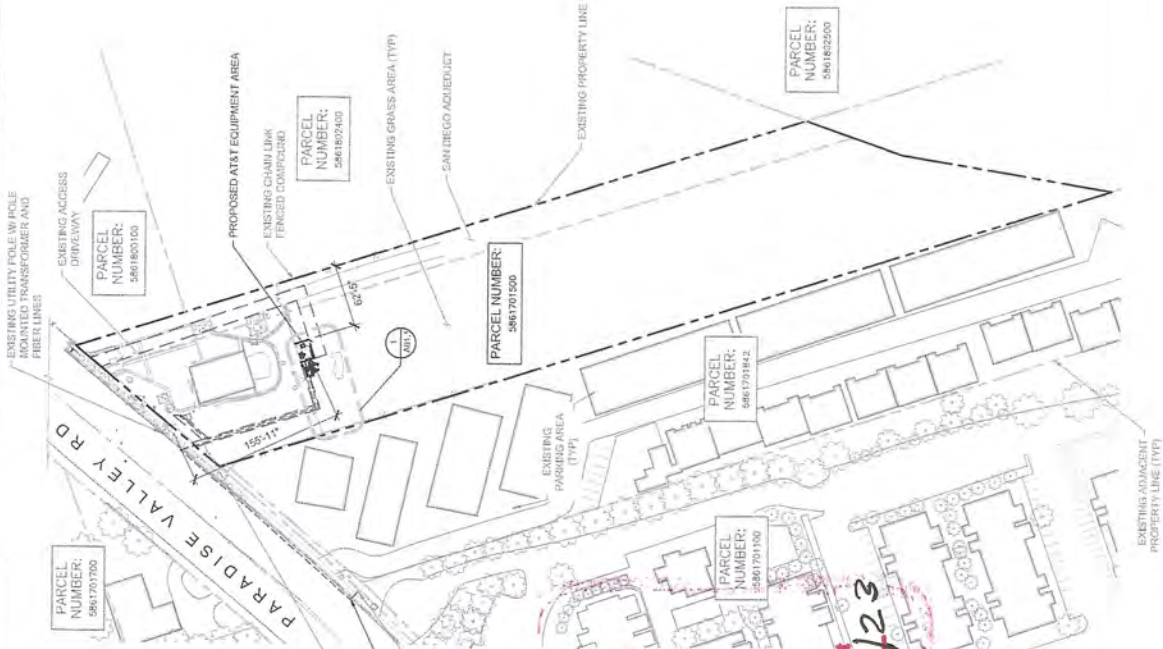 EXISTING UTILITY POLE W/ POLE
MOUNTED TRANSFORMER AND
FIBER LINES
EXISTING ACCESS
DRIVEWAY
PARCEL
NUMBER:
5861800100
PROPOSED AT&T EQUIPMENT AREA
EXISTING CHAIN LINK
FENCED COMPOUND
PARCEL
NUMBER:
5861802400
EXISTING GRASS AREA (TYP)
SAN DIEGO AQUEDUCT
EXISTING PROPERTY LINE
PARCEL
NUMBER:
5861802500
62'-5"
1
155'-11"
PARCEL NUMBER:
5861701500
PARADISE VALLEY RD
PARCEL
NUMBER:
5861701700
EXISTING
PARKING AREA
(TYP)
PARCEL
NUMBER:
5861701842
PARCEL
NUMBER:
5861701100
EXISTING ADJACENT
PROPERTY LINE (TYP)
/23